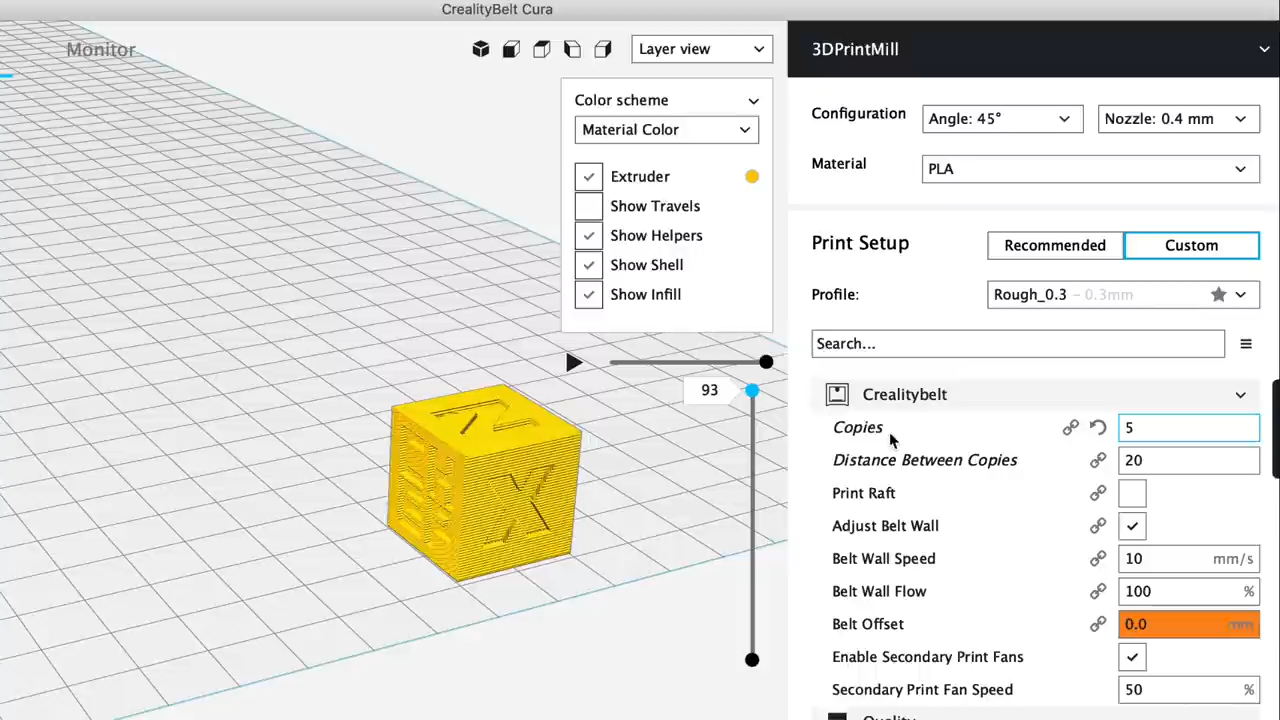 CrealityBelt Cura
Monitor
Layer view
Color scheme
Material Color
Extruder
Show Travels
Show Helpers
Show Shell
Show Infill
93
Z
X
3DPrintMill
Configuration
Angle: 45°
Nozzle: 0.4 mm
Material
PLA
Print Setup
Recommended
Custom
Profile:
Rough_0.3 - 0.3mm
Search...
Crealitybelt
Copies
5
Distance Between Copies
20
Print Raft
Adjust Belt Wall
Belt Wall Speed
10 mm/s
Belt Wall Flow
100 %
Belt Offset
0.0 mm
Enable Secondary Print Fans
Secondary Print Fan Speed
50 %
Quality